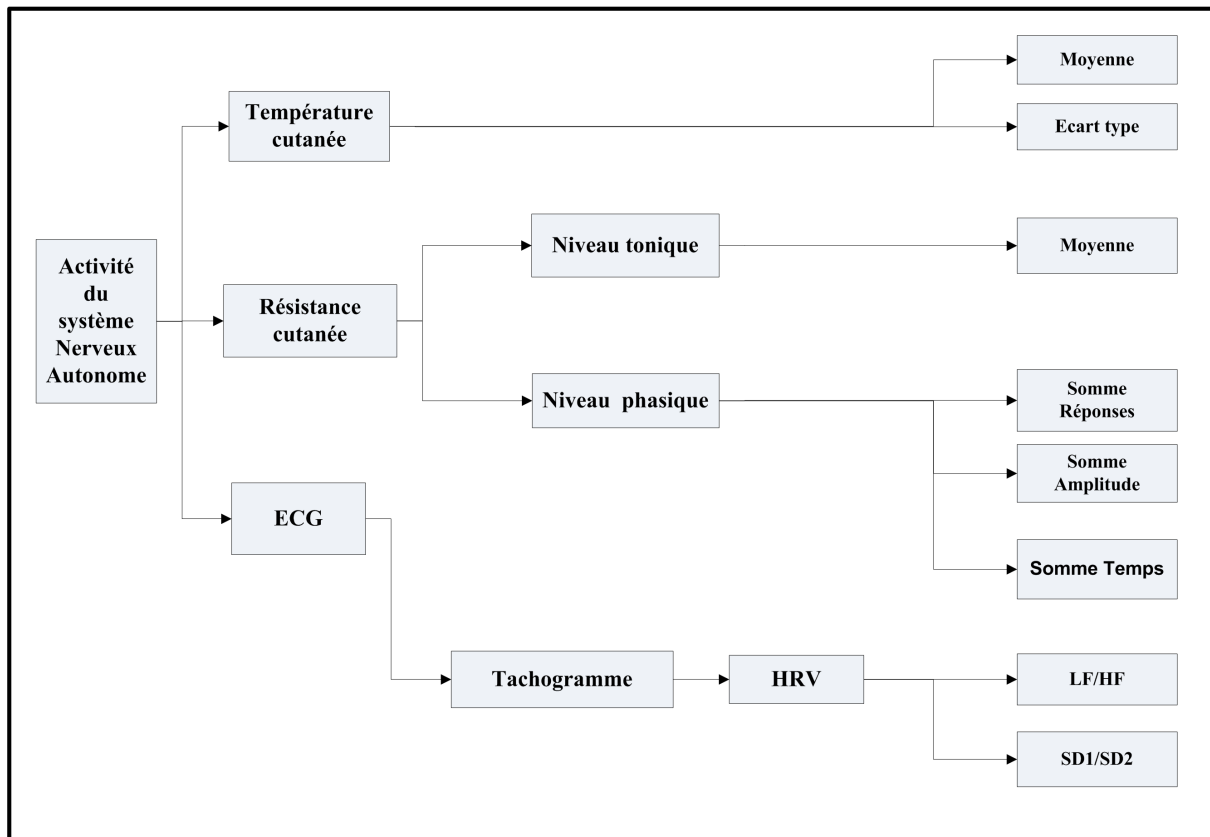 Activité
du
système
Nerveux
Autonome
Température
cutanée
Moyenne
Ecart type
Résistance
cutanée
Niveau tonique
Moyenne
Niveau phasique
Somme
Réponses
Somme
Amplitude
Somme Temps
ECG
Tachogramme
HRV
LF/HF
SD1/SD2